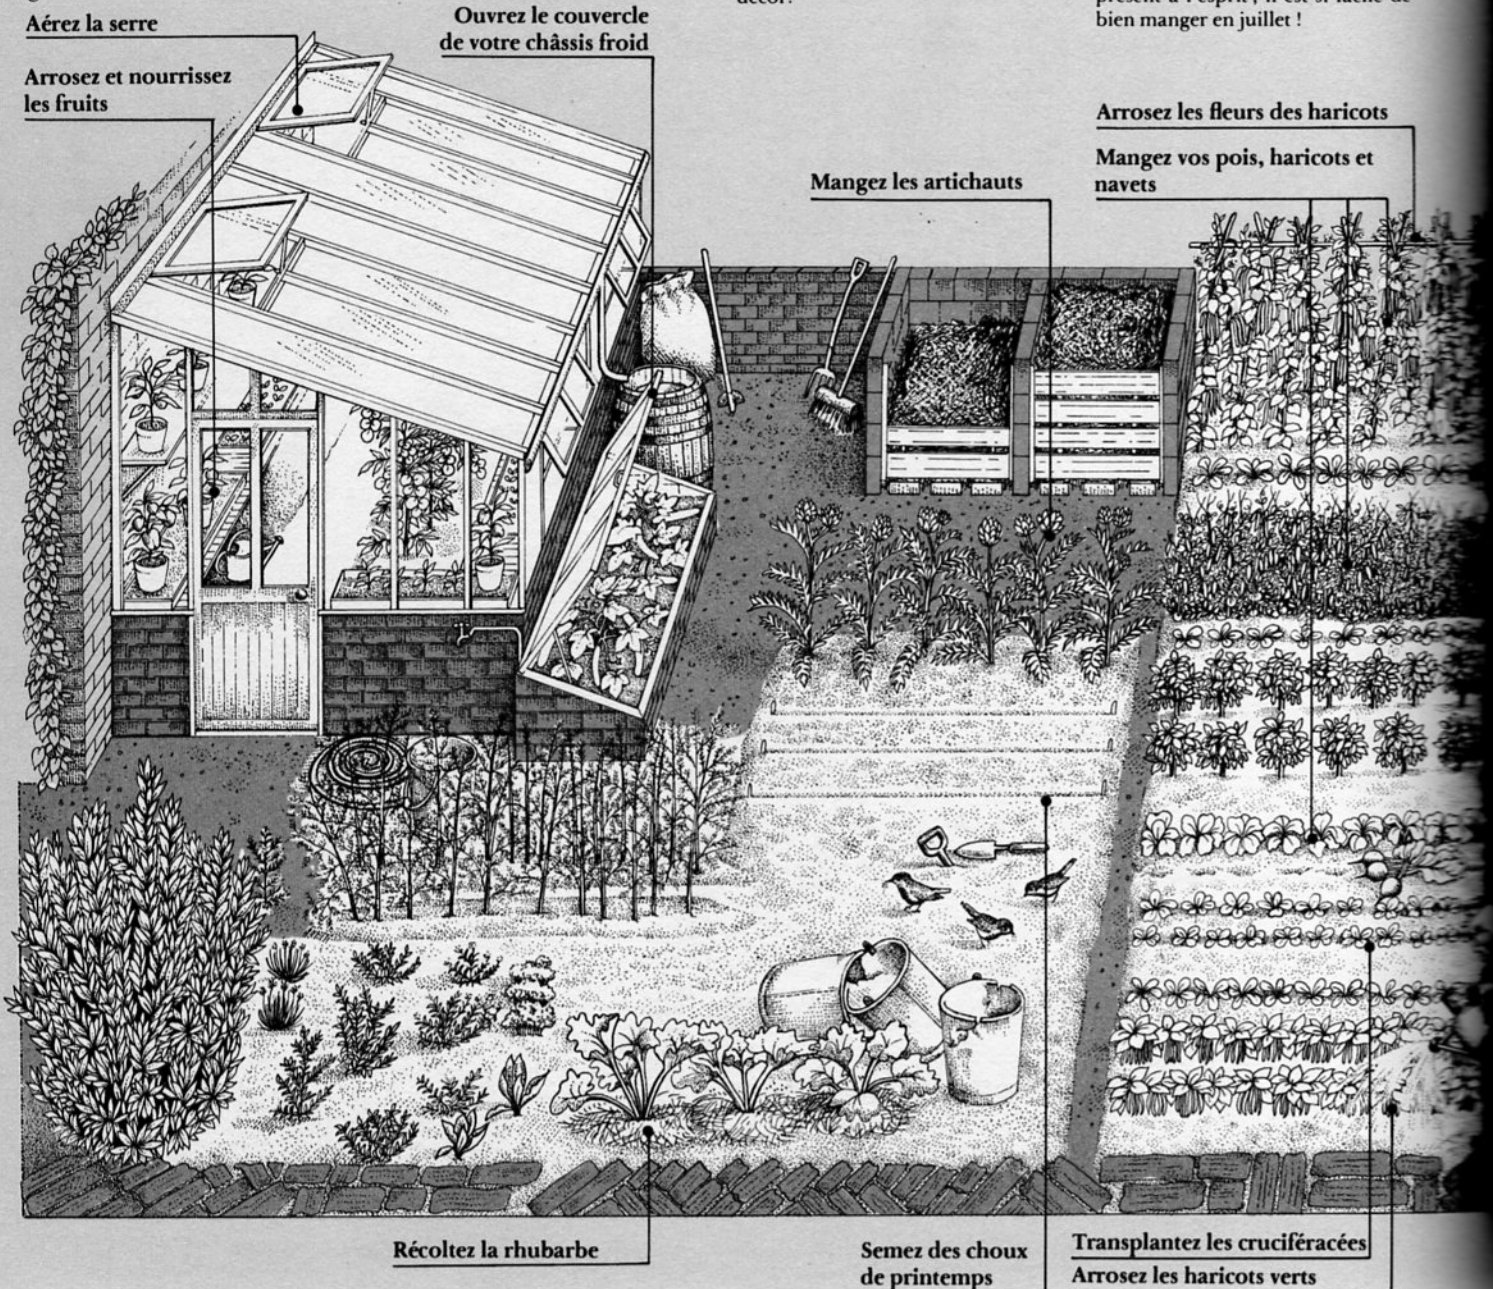 Aérez la serre
Arrosez et nourrissez
les fruits
Ouvrez le couvercle
de votre châssis froid
bien manger en juillet !
Arrosez les fleurs des haricots
Mangez vos pois, haricots et
navets
Mangez les artichauts
Récoltez la rhubarbe
Semez des choux
de printemps
Transplantez les cruciféracées
Arrosez les haricots verts